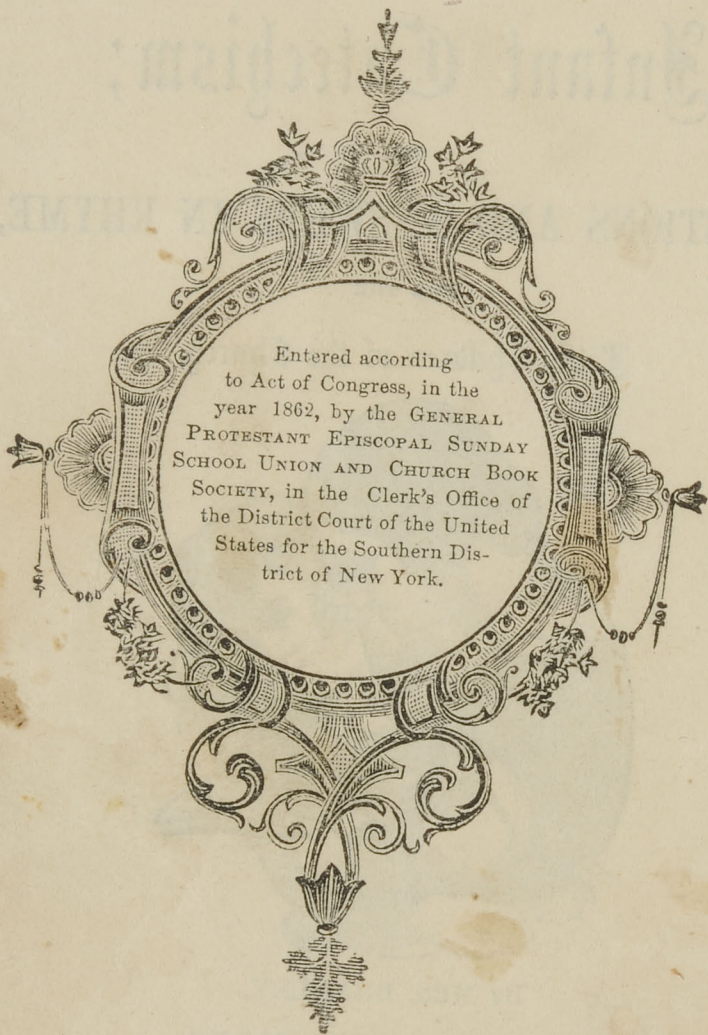 Entered according
to Act of Congress, in the
year 1862, by the GENERAL
PROTESTANT EPISCOPAL SUNDAY
SCHOOL UNION AND CHURCH BOOK
SOCIETY, in the Clerk's Office of
the District Court of the United
States for the Southern Dis-
trict of New York.